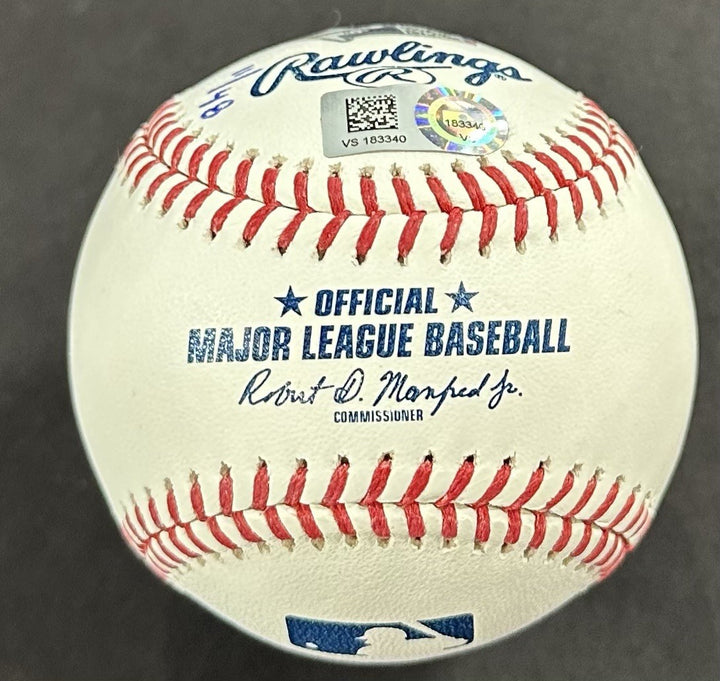 Rawlings
R
VS 183340
183340
V
★ OFFICIAL ★
MAJOR LEAGUE BASEBALL
Robert D. Manfred Jr.
COMMISSIONER